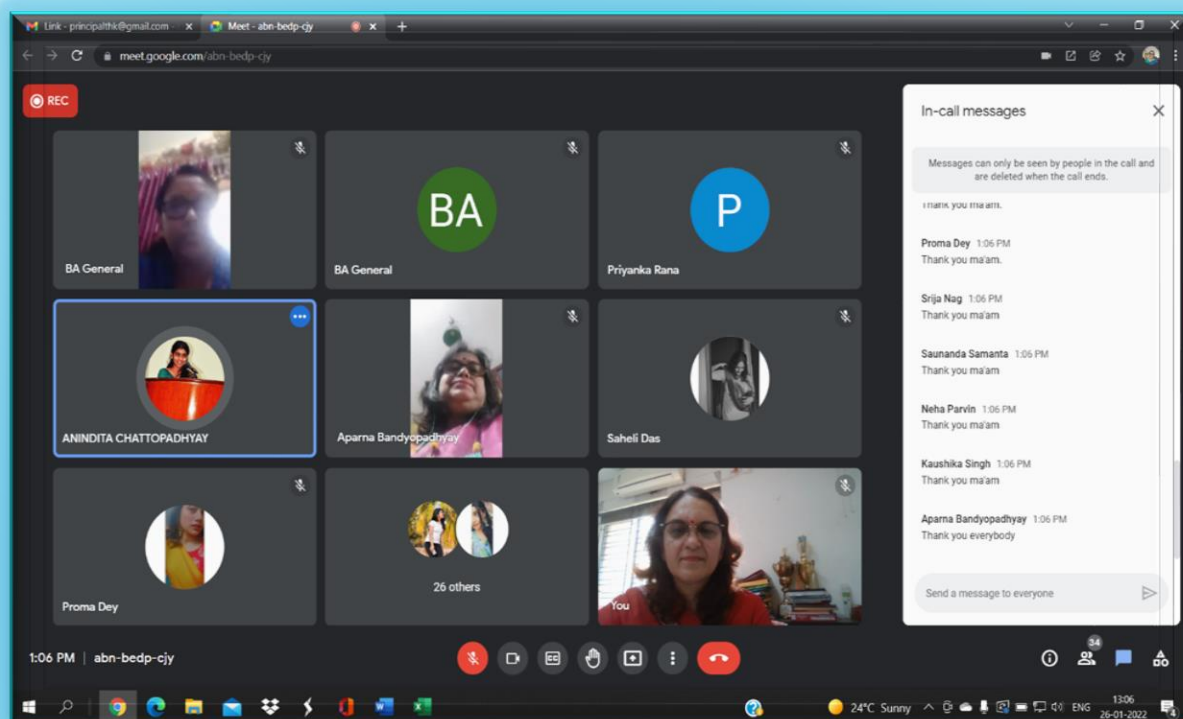 Link - principalthk@gmail.com
Meet - abn-bedp-cjy
meet.google.com/abn-bedp-cjy
REC
BA General
BA
BA General
P
Priyanka Rana
ANINDITA CHATTOPADHYAY
Aparna Bandyopadhyay
Saheli Das
Proma Dey
26 others
You
In-call messages
Messages can only be seen by people in the call and
are deleted when the call ends.
Thank you ma'am.
Proma Dey 1:06 PM
Thank you ma'am.
Srija Nag 1:06 PM
Thank you ma'am
Saunanda Samanta 1:06 PM
Thank you ma'am
Neha Parvin 1:06 PM
Thank you ma'am
Kaushika Singh 1:06 PM
Thank you ma'am
Aparna Bandyopadhyay 1:06 PM
Thank you everybody
Send a message to everyone
1:06 PM | abn-bedp-cjy
34
24°C Sunny
ENG
13:06
26-01-2022
4